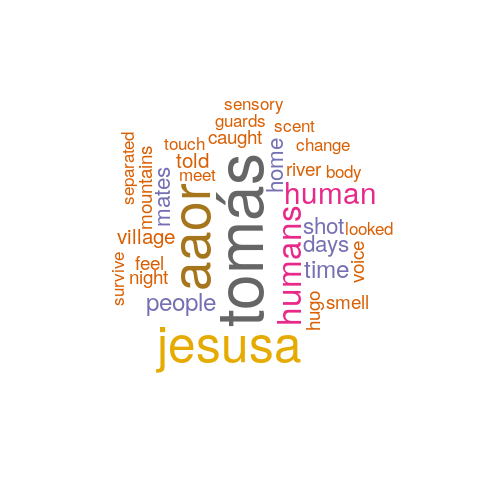 sensory
guards
scent
caught
change
touch
separated
mountains
told
home
river
body
meet
mates
tomás
aaor
human
humans
shot
looked
village
days
voice
feel
time
survive
night
people
hugo
smell
jesusa